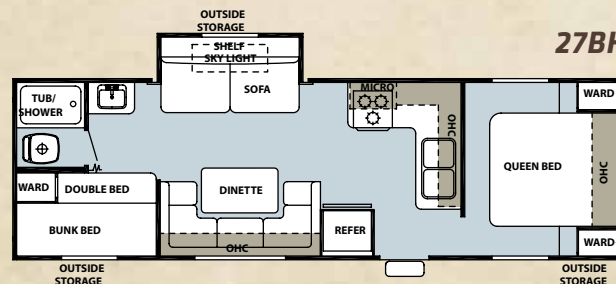 OUTSIDE
STORAGE
27BH
SHELF
SKY LIGHT
SOFA
TUB/
SHOWER
MICRO
OHC
WARD
QUEEN BED
OHC
WARD
DOUBLE BED
DINETTE
BUNK BED
OHC
REFER
WARD
OUTSIDE
STORAGE
OUTSIDE
STORAGE